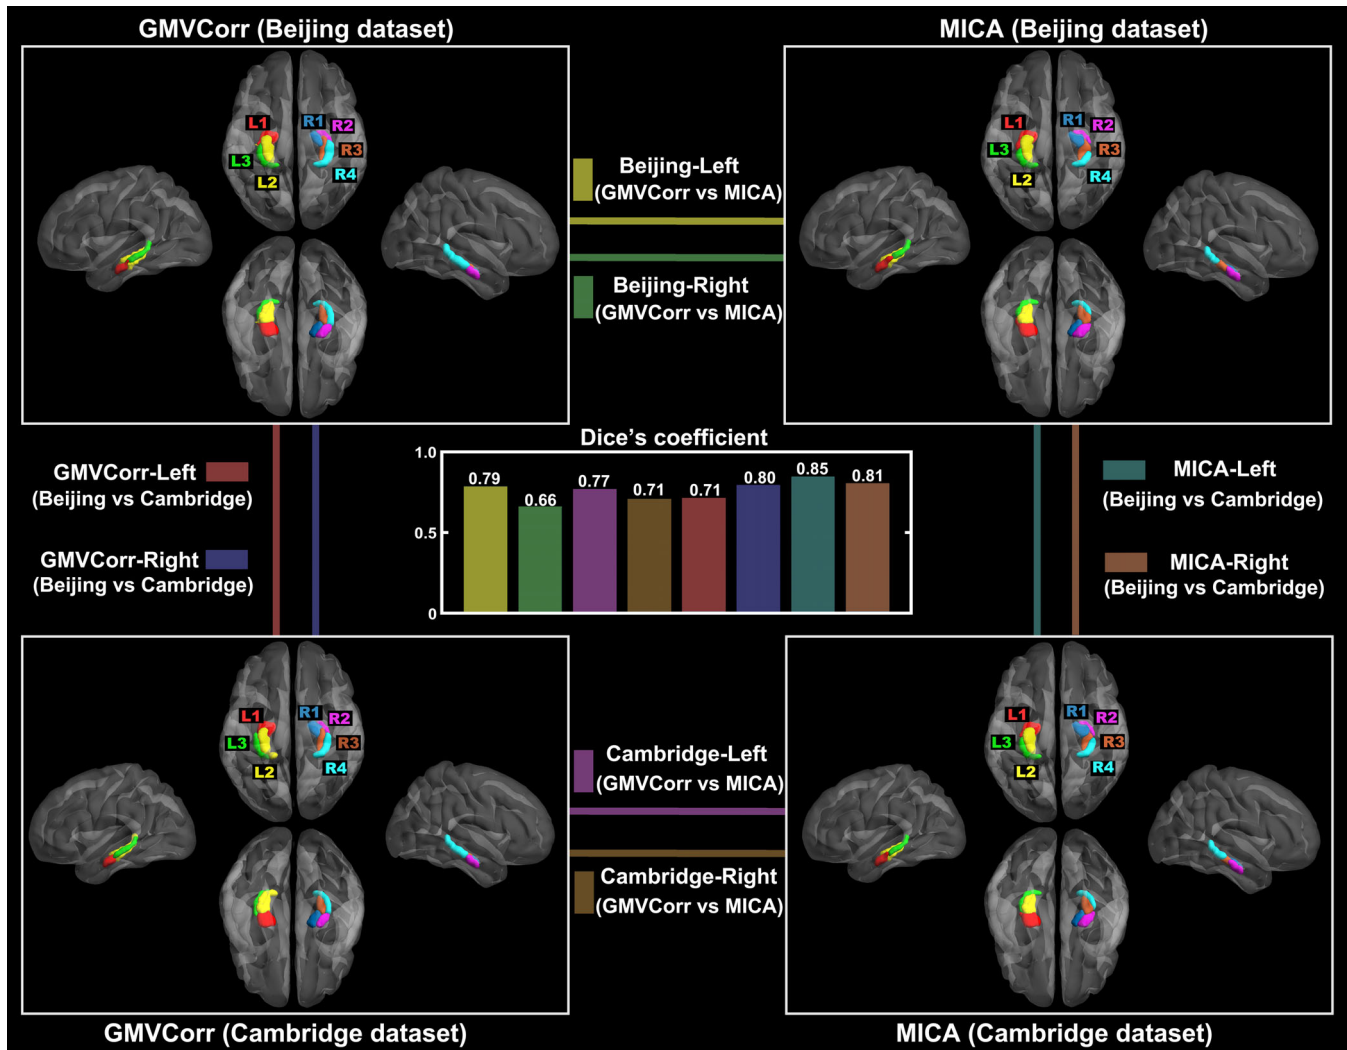 GMVCorr (Beijing dataset)
MICA (Beijing dataset)
L1
R1
R2
L3
R3
L2
R4
L1
R1
R2
L3
R3
L2
R4
Beijing-Left
(GMVCorr vs MICA)
Beijing-Right
(GMVCorr vs MICA)
Dice's coefficient
GMVCorr-Left
(Beijing vs Cambridge)
GMVCorr-Right
(Beijing vs Cambridge)
1.0
0.5
0
0.79
0.66
0.77
0.71
0.71
0.80
0.85
0.81
MICA-Left
(Beijing vs Cambridge)
MICA-Right
(Beijing vs Cambridge)
L1
R1
R2
L3
R3
L2
R4
L1
R1
R2
L3
R3
L2
R4
Cambridge-Left
(GMVCorr vs MICA)
Cambridge-Right
(GMVCorr vs MICA)
GMVCorr (Cambridge dataset)
MICA (Cambridge dataset)